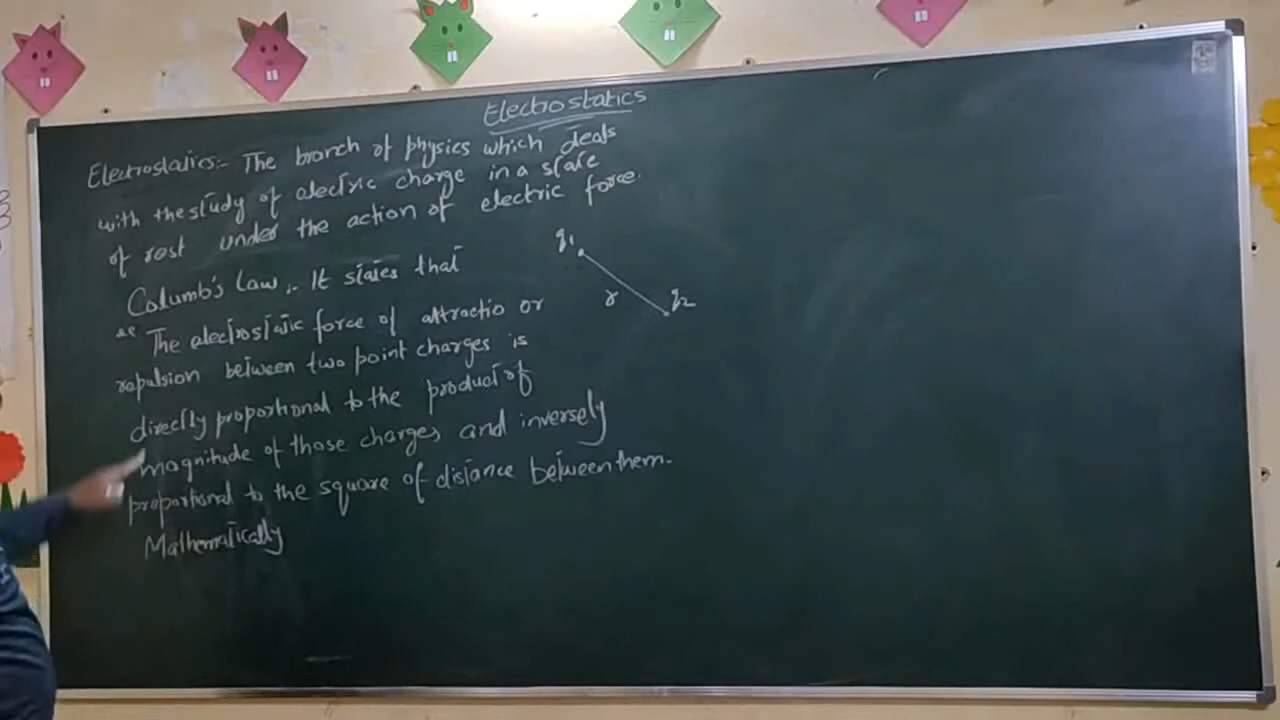 Electrostatics
Electrostatics:- The branch of physics which deals
with the study of electric charge in a state
of rest under the action of electric force.
Columb's Law:- It states that
"The electrostatic force of attractio or
repulsion between two point charges is
directly proportional to the product of
magnitude of those charges and inversely
proportional to the square of distance between them.
Mathematically
q1
r
q2